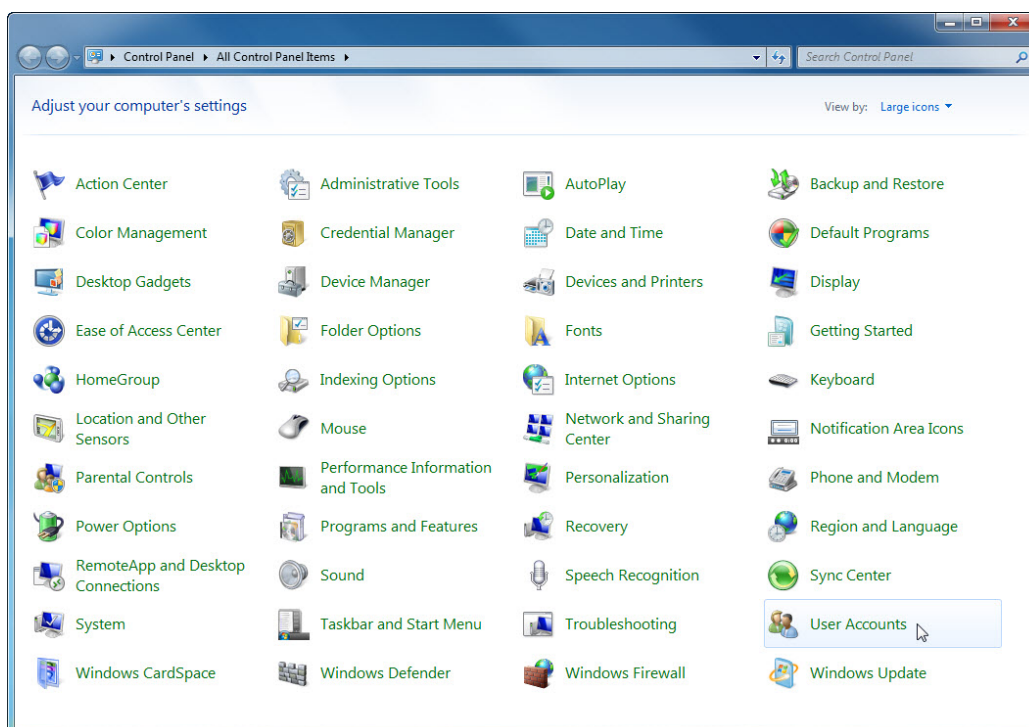 Control Panel All Control Panel Items Search Control Panel
Adjust your computer's settings View by: Large icons
Action Center Administrative Tools AutoPlay Backup and Restore
Color Management Credential Manager Date and Time Default Programs
Desktop Gadgets Device Manager Devices and Printers Display
Ease of Access Center Folder Options Fonts Getting Started
HomeGroup Indexing Options Internet Options Keyboard
Location and Other
Sensors
Mouse
Network and Sharing
Center
Notification Area Icons
Parental Controls
Performance Information
and Tools
Personalization
Phone and Modem
Power Options Programs and Features Recovery Region and Language
RemoteApp and Desktop
Connections
Sound
Speech Recognition
Sync Center
System Taskbar and Start Menu Troubleshooting User Accounts
Windows CardSpace Windows Defender Windows Firewall Windows Update